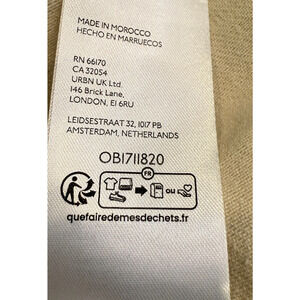 MADE IN MOROCCO
HECHO EN MARRUECOS
RN 66170
CA 32054
URBN UK Ltd.
146 Brick Lane,
LONDON, E1 6RU
LEIDSESTRAAT 32, 1017 PB
AMSTERDAM, NETHERLANDS
OB1711820
FR
ou
quefairedemesdechets.fr